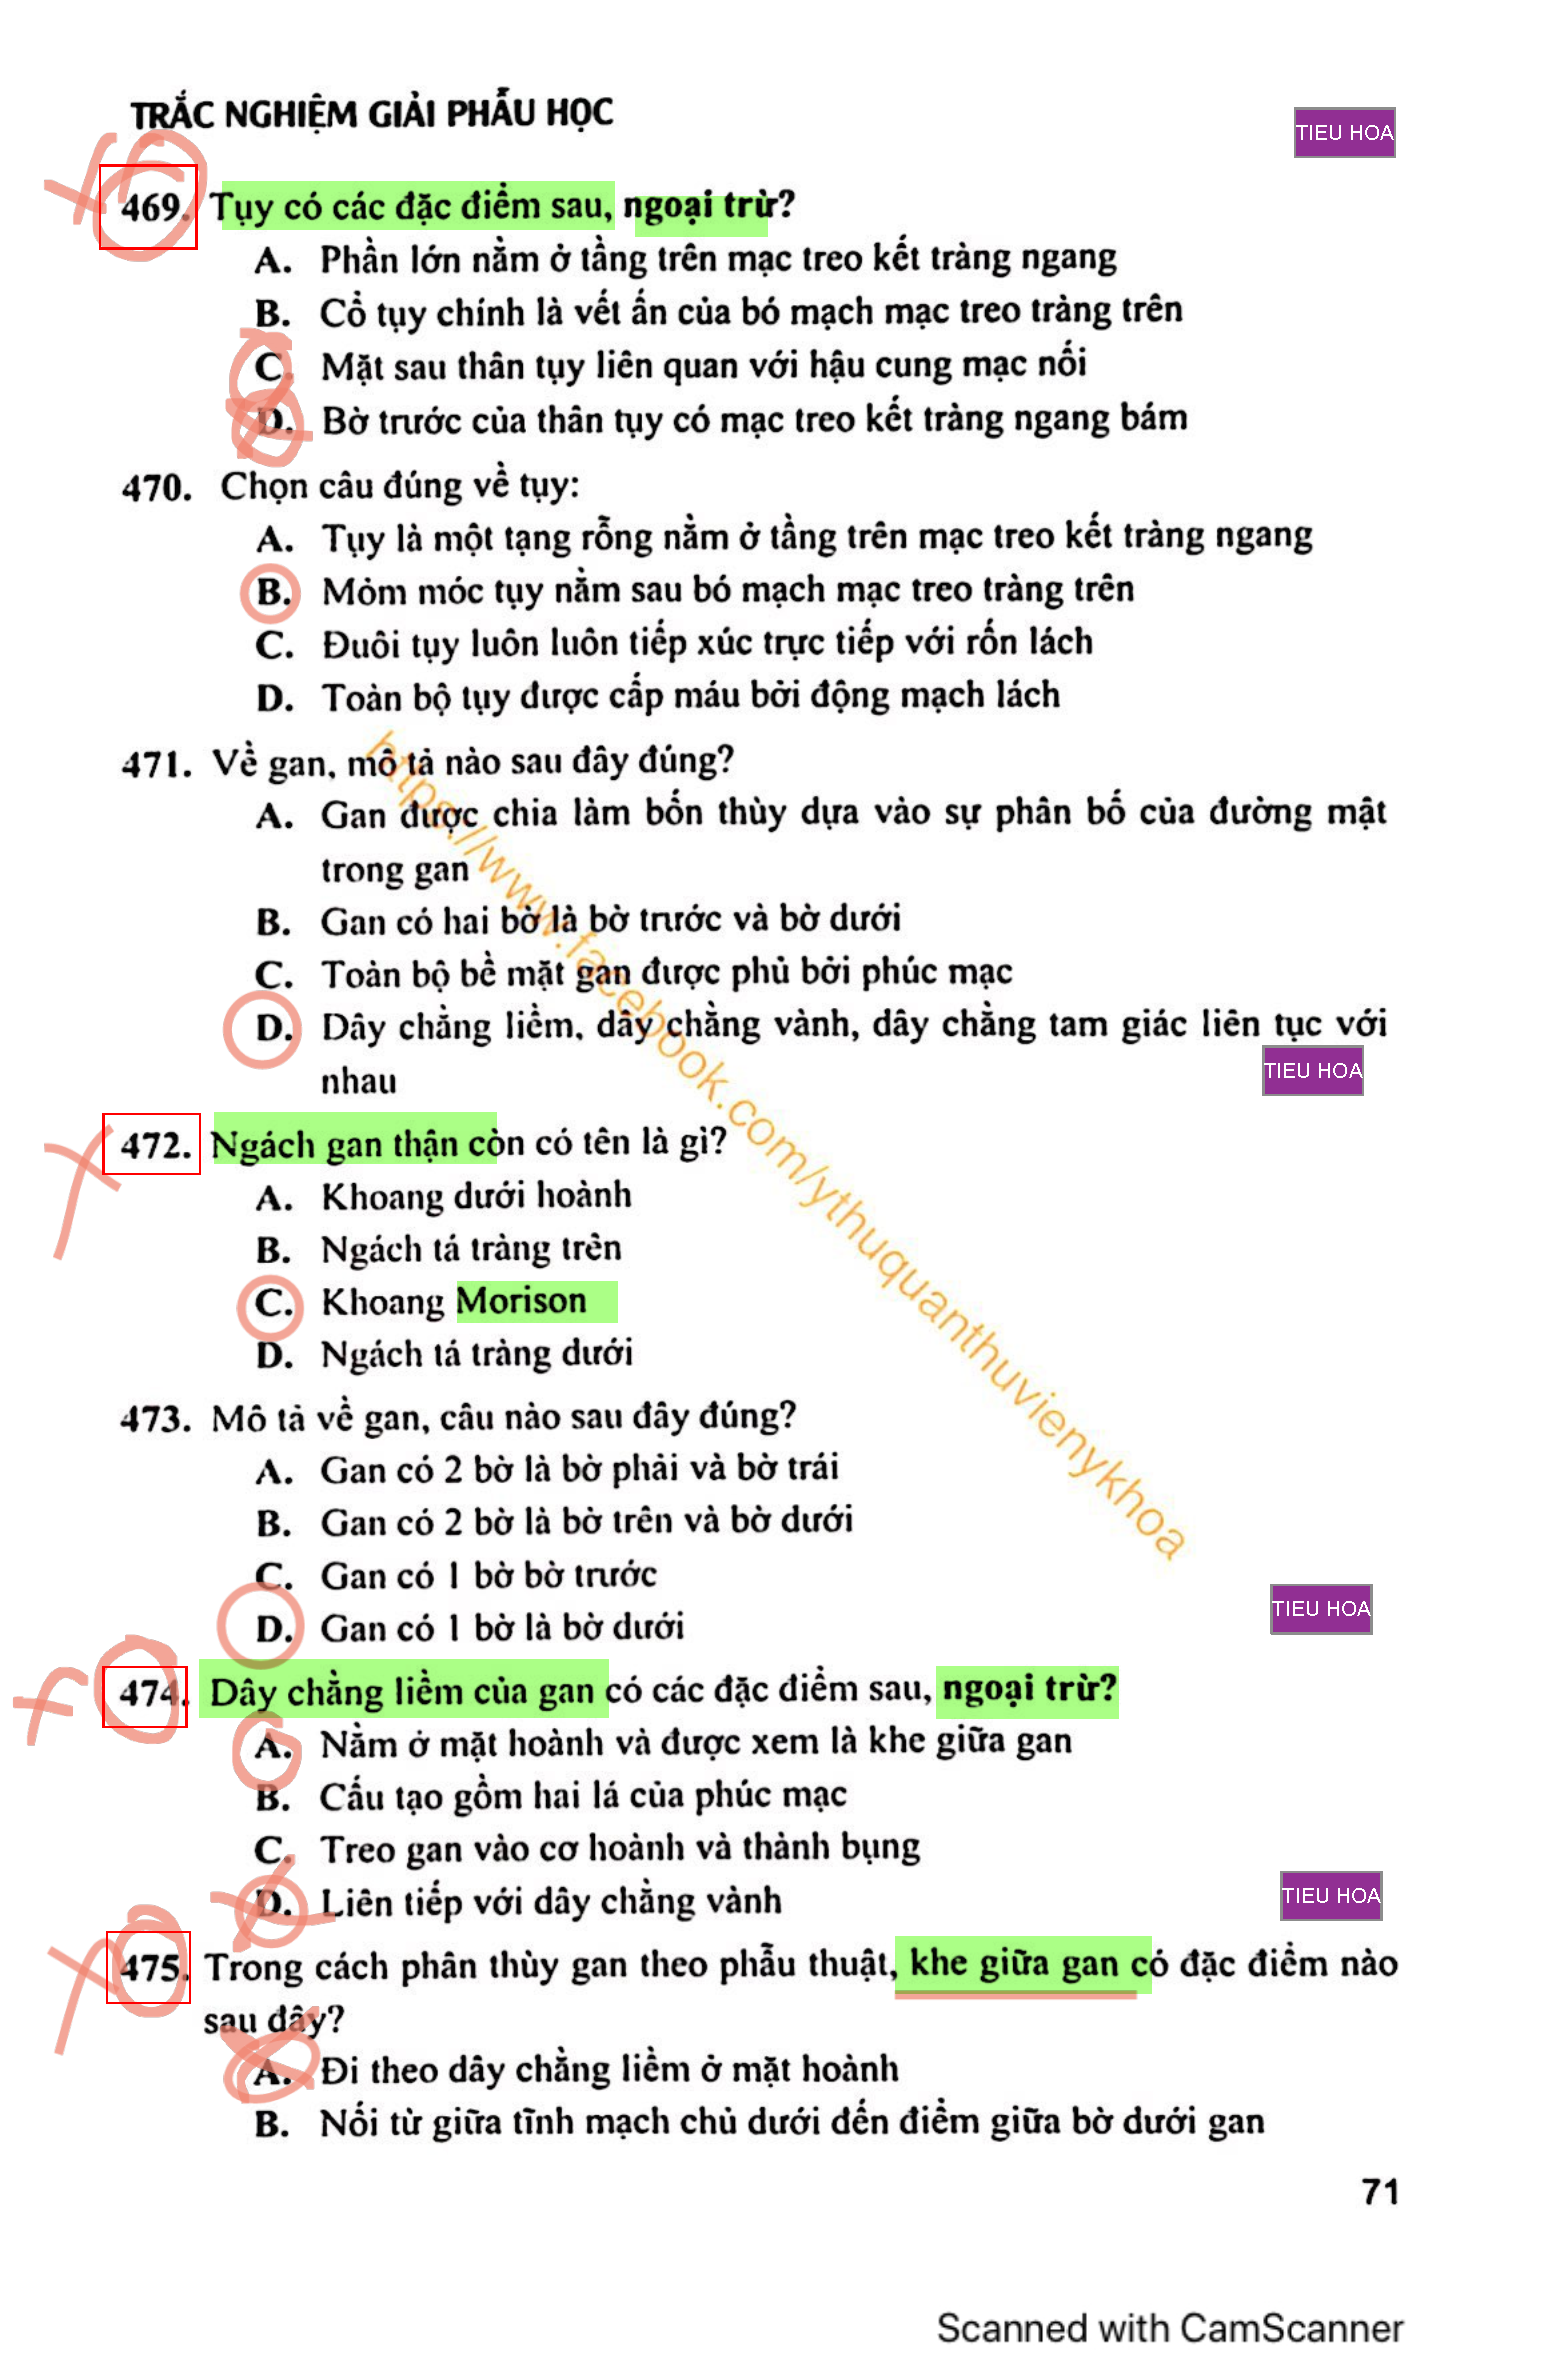 TRẮC NGHIỆM GIẢI PHẪU HỌC
TIEU HOA
469. Tụy có các đặc điểm sau, ngoại trừ?
A. Phần lớn nằm ở tầng trên mạc treo kết tràng ngang
B. Cổ tụy chính là vết ấn của bó mạch mạc treo tràng trên
C. Mặt sau thân tụy liên quan với hậu cung mạc nối
D. Bờ trước của thân tụy có mạc treo kết tràng ngang bám
470. Chọn câu đúng về tụy:
A. Tụy là một tạng rỗng nằm ở tầng trên mạc treo kết tràng ngang
B. Mỏm móc tụy nằm sau bó mạch mạc treo tràng trên
C. Đuôi tụy luôn luôn tiếp xúc trực tiếp với rốn lách
D. Toàn bộ tụy được cấp máu bởi động mạch lách
471. Về gan, mô tả nào sau đây đúng?
A. Gan được chia làm bốn thùy dựa vào sự phân bố của đường mật
trong gan
B. Gan có hai bờ là bờ trước và bờ dưới
C. Toàn bộ bề mặt gan được phủ bởi phúc mạc
D. Dây chằng liềm, dây chằng vành, dây chằng tam giác liên tục với
nhau
TIEU HOA
472. Ngách gan thận còn có tên là gì?
A. Khoang dưới hoành
B. Ngách tá tràng trên
C. Khoang Morison
D. Ngách tá tràng dưới
473. Mô tả về gan, câu nào sau đây đúng?
A. Gan có 2 bờ là bờ phải và bờ trái
B. Gan có 2 bờ là bờ trên và bờ dưới
C. Gan có 1 bờ bờ trước
D. Gan có 1 bờ là bờ dưới
TIEU HOA
474. Dây chằng liềm của gan có các đặc điểm sau, ngoại trừ?
A. Nằm ở mặt hoành và được xem là khe giữa gan
B. Cấu tạo gồm hai lá của phúc mạc
C. Treo gan vào cơ hoành và thành bụng
D. Liên tiếp với dây chằng vành
TIEU HOA
475. Trong cách phân thùy gan theo phẫu thuật, khe giữa gan có đặc điểm nào
sau đây?
A. Đi theo dây chằng liềm ở mặt hoành
B. Nối từ giữa tĩnh mạch chủ dưới đến điểm giữa bờ dưới gan
https://www.facebook.com/ythuquanthuvienykhoa
71
Scanned with CamScanner